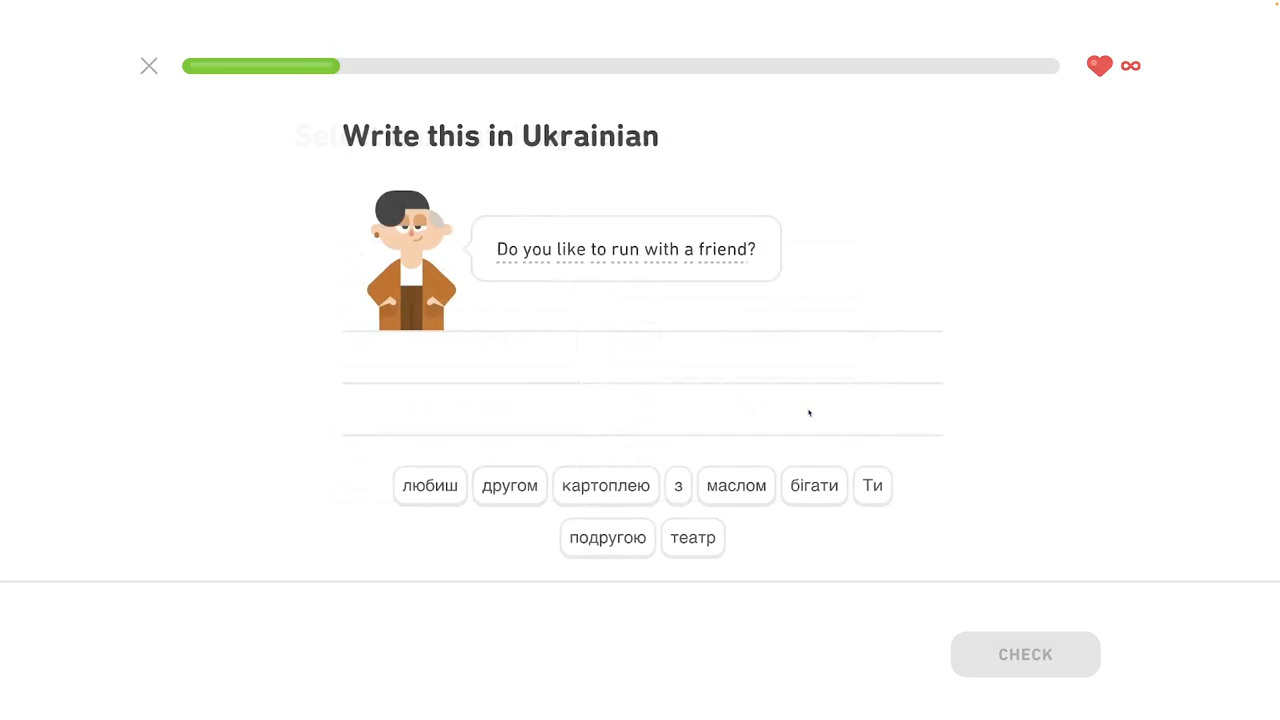 Write this in Ukrainian
Do you like to run with a friend?
любиш другом картоплею з маслом бігати Ти
подругою театр
CHECK